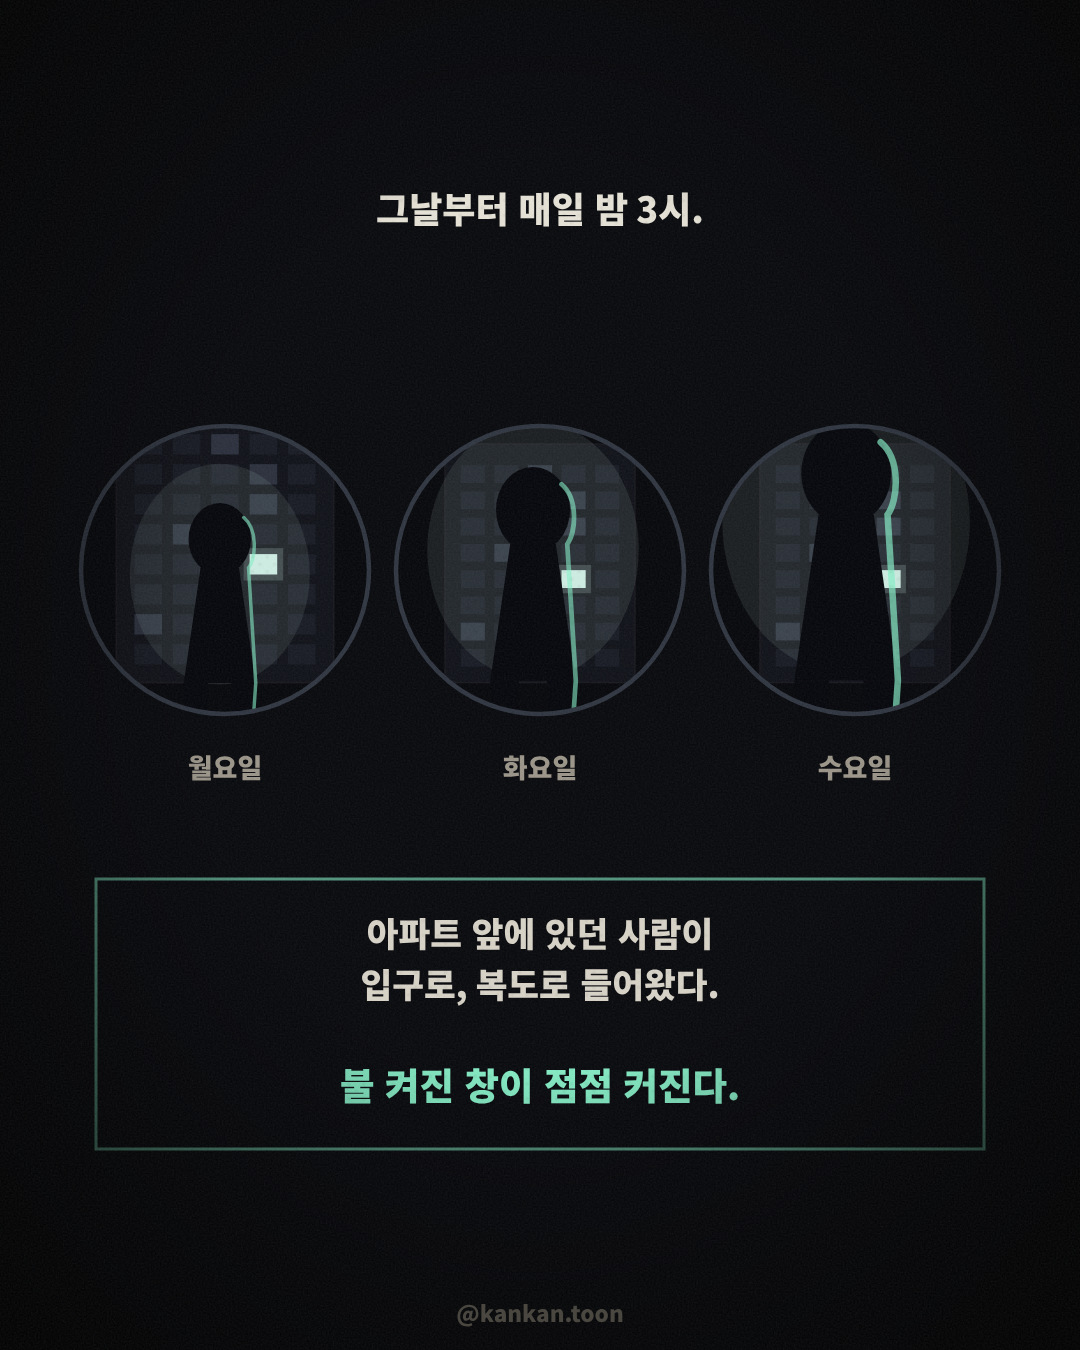 그날부터 매일 밤 3시.
월요일
화요일
수요일
아파트 앞에 있던 사람이
입구로, 복도로 들어왔다.
불 켜진 창이 점점 커진다.
@kankan.toon